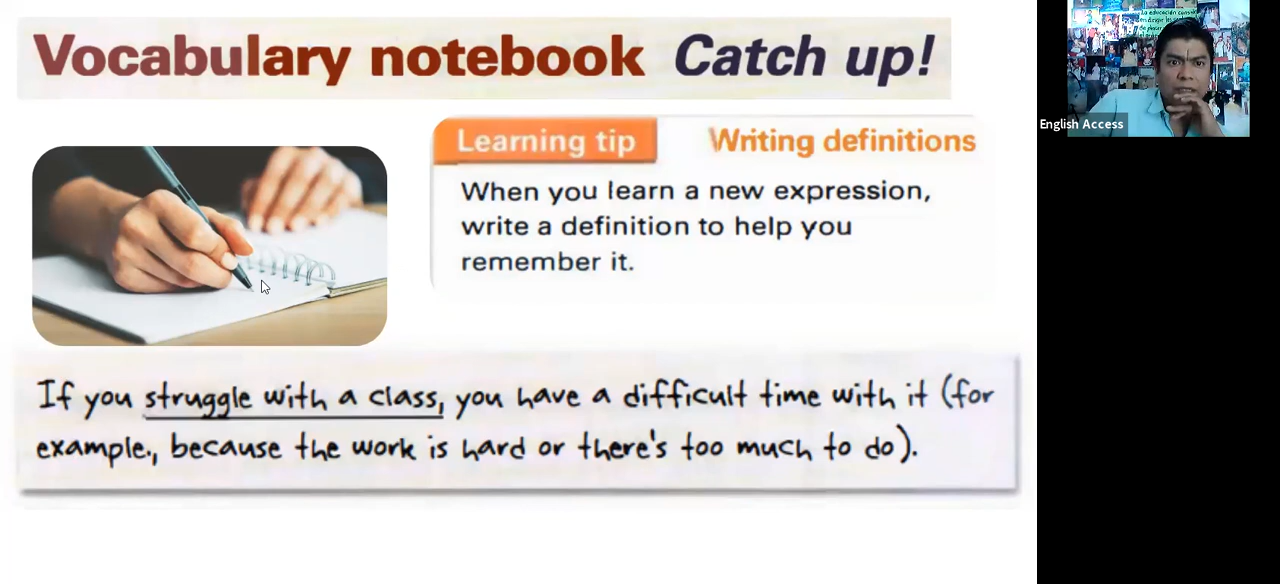 Vocabulary notebook Catch up!
Learning tip Writing definitions
When you learn a new expression,
write a definition to help you
remember it.
If you struggle with a class, you have a difficult time with it (for
example., because the work is hard or there's too much to do).
La educación
English Access